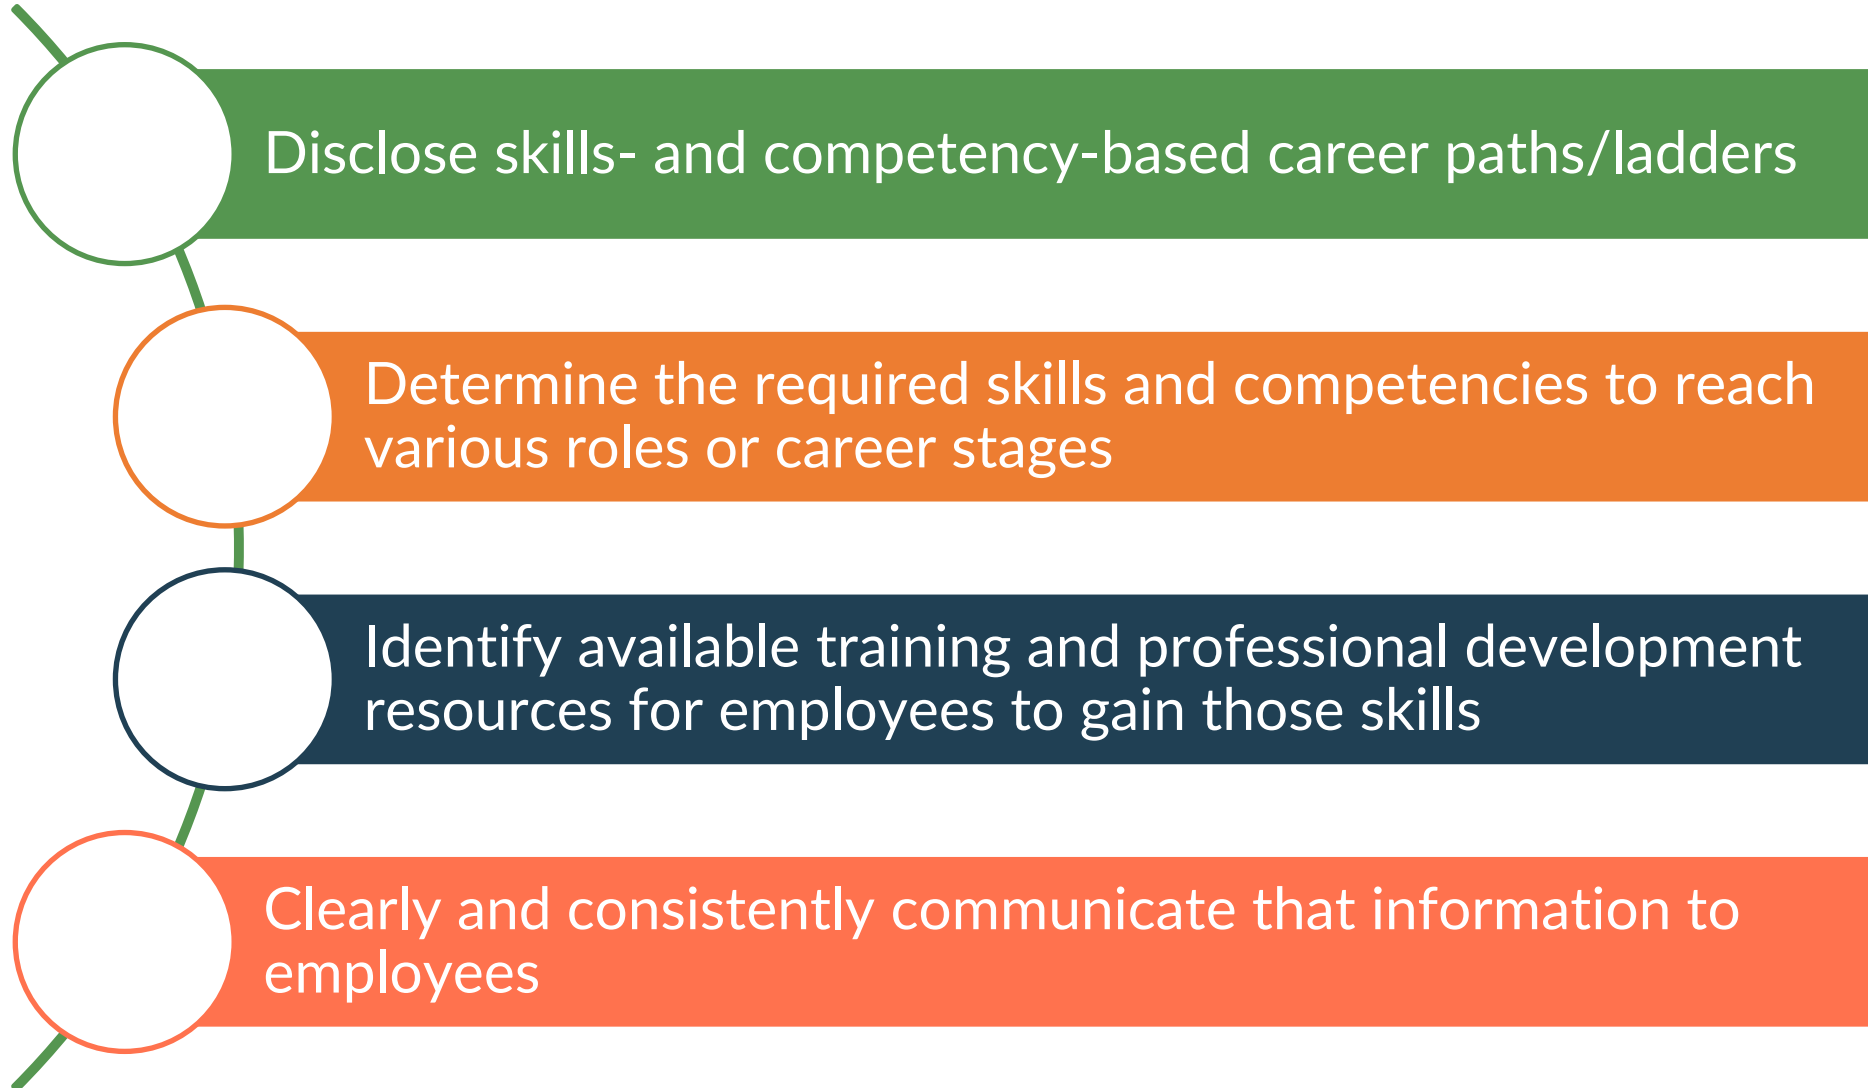 Disclose skills- and competency-based career paths/ladders
Determine the required skills and competencies to reach
various roles or career stages
Identify available training and professional development
resources for employees to gain those skills
Clearly and consistently communicate that information to
employees